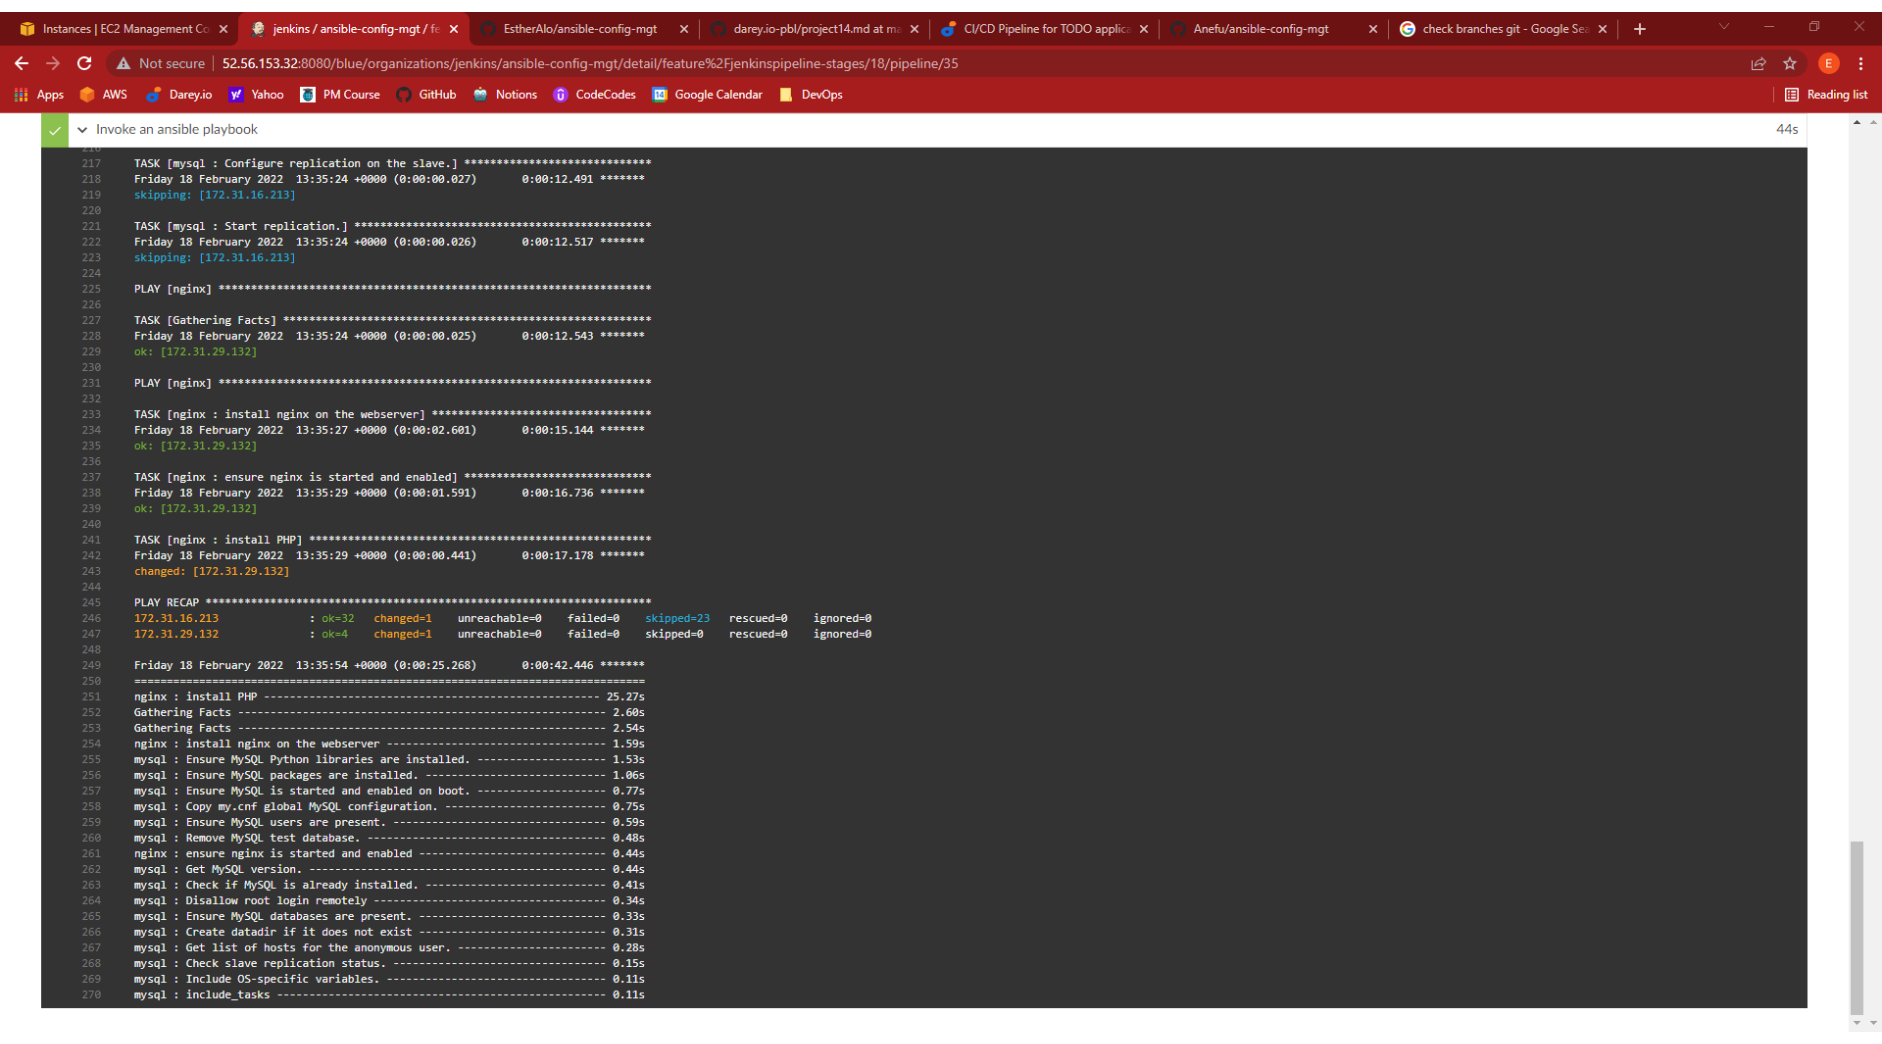 Instances | EC2 Management Co
jenkins / ansible-config-mgt / fe
EstherAlo/ansible-config-mgt
darey.io-pbl/project14.md at ma
CI/CD Pipeline for TODO applica
Anefu/ansible-config-mgt
check branches git - Google Sea
Not secure | 52.56.153.32:8080/blue/organizations/jenkins/ansible-config-mgt/detail/feature%2Fjenkinspipeline-stages/18/pipeline/35
E
Apps AWS Darey.io Yahoo PM Course GitHub Notions CodeCodes Google Calendar DevOps Reading list
Invoke an ansible playbook 44s
216
217 TASK [mysql : Configure replication on the slave.] *****************************
218 Friday 18 February 2022  13:35:24 +0000 (0:00:00.027)       0:00:12.491 *******
219 skipping: [172.31.16.213]
220
221 TASK [mysql : Start replication.] **********************************************
222 Friday 18 February 2022  13:35:24 +0000 (0:00:00.026)       0:00:12.517 *******
223 skipping: [172.31.16.213]
224
225 PLAY [nginx] *******************************************************************
226
227 TASK [Gathering Facts] *********************************************************
228 Friday 18 February 2022  13:35:24 +0000 (0:00:00.025)       0:00:12.543 *******
229 ok: [172.31.29.132]
230
231 PLAY [nginx] *******************************************************************
232
233 TASK [nginx : install nginx on the webserver] **********************************
234 Friday 18 February 2022  13:35:27 +0000 (0:00:02.601)       0:00:15.144 *******
235 ok: [172.31.29.132]
236
237 TASK [nginx : ensure nginx is started and enabled] *****************************
238 Friday 18 February 2022  13:35:29 +0000 (0:00:01.591)       0:00:16.736 *******
239 ok: [172.31.29.132]
240
241 TASK [nginx : install PHP] *****************************************************
242 Friday 18 February 2022  13:35:29 +0000 (0:00:00.441)       0:00:17.178 *******
243 changed: [172.31.29.132]
244
245 PLAY RECAP *********************************************************************
246 172.31.16.213              : ok=32   changed=1    unreachable=0    failed=0    skipped=23   rescued=0    ignored=0
247 172.31.29.132              : ok=4    changed=1    unreachable=0    failed=0    skipped=0    rescued=0    ignored=0
248
249 Friday 18 February 2022  13:35:54 +0000 (0:00:25.268)       0:00:42.446 *******
250 ===============================================================================
251 nginx : install PHP ---------------------------------------------------- 25.27s
252 Gathering Facts --------------------------------------------------------- 2.60s
253 Gathering Facts --------------------------------------------------------- 2.54s
254 nginx : install nginx on the webserver ---------------------------------- 1.59s
255 mysql : Ensure MySQL Python libraries are installed. -------------------- 1.53s
256 mysql : Ensure MySQL packages are installed. ---------------------------- 1.06s
257 mysql : Ensure MySQL is started and enabled on boot. -------------------- 0.77s
258 mysql : Copy my.cnf global MySQL configuration. ------------------------- 0.75s
259 mysql : Ensure MySQL users are present. --------------------------------- 0.59s
260 mysql : Remove MySQL test database. ------------------------------------- 0.48s
261 nginx : ensure nginx is started and enabled ----------------------------- 0.44s
262 mysql : Get MySQL version. ---------------------------------------------- 0.44s
263 mysql : Check if MySQL is already installed. ---------------------------- 0.41s
264 mysql : Disallow root login remotely ------------------------------------ 0.34s
265 mysql : Ensure MySQL databases are present. ----------------------------- 0.33s
266 mysql : Create datadir if it does not exist ----------------------------- 0.31s
267 mysql : Get list of hosts for the anonymous user. ----------------------- 0.28s
268 mysql : Check slave replication status. --------------------------------- 0.15s
269 mysql : Include OS-specific variables. ---------------------------------- 0.11s
270 mysql : include_tasks --------------------------------------------------- 0.11s